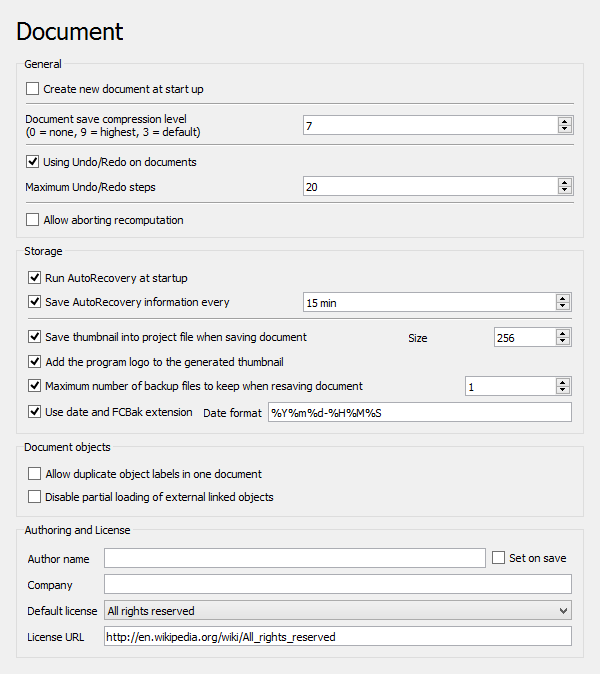 Document
General
Create new document at start up
Document save compression level
(0 = none, 9 = highest, 3 = default)
7
Using Undo/Redo on documents
Maximum Undo/Redo steps
20
Allow aborting recomputation
Storage
Run AutoRecovery at startup
Save AutoRecovery information every
15 min
Save thumbnail into project file when saving document
Size
256
Add the program logo to the generated thumbnail
Maximum number of backup files to keep when resaving document
1
Use date and FCBak extension
Date format
%Y%m%d-%H%M%S
Document objects
Allow duplicate object labels in one document
Disable partial loading of external linked objects
Authoring and License
Author name
Set on save
Company
Default license
All rights reserved
License URL
http://en.wikipedia.org/wiki/All_rights_reserved